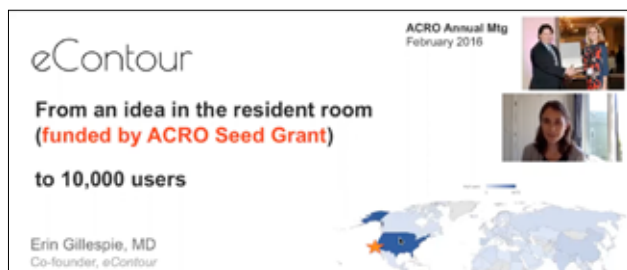 ACRO Annual Mtg
February 2016
eContour
From an idea in the resident room
(funded by ACRO Seed Grant)
to 10,000 users
Erin Gillespie, MD
Co-founder, eContour